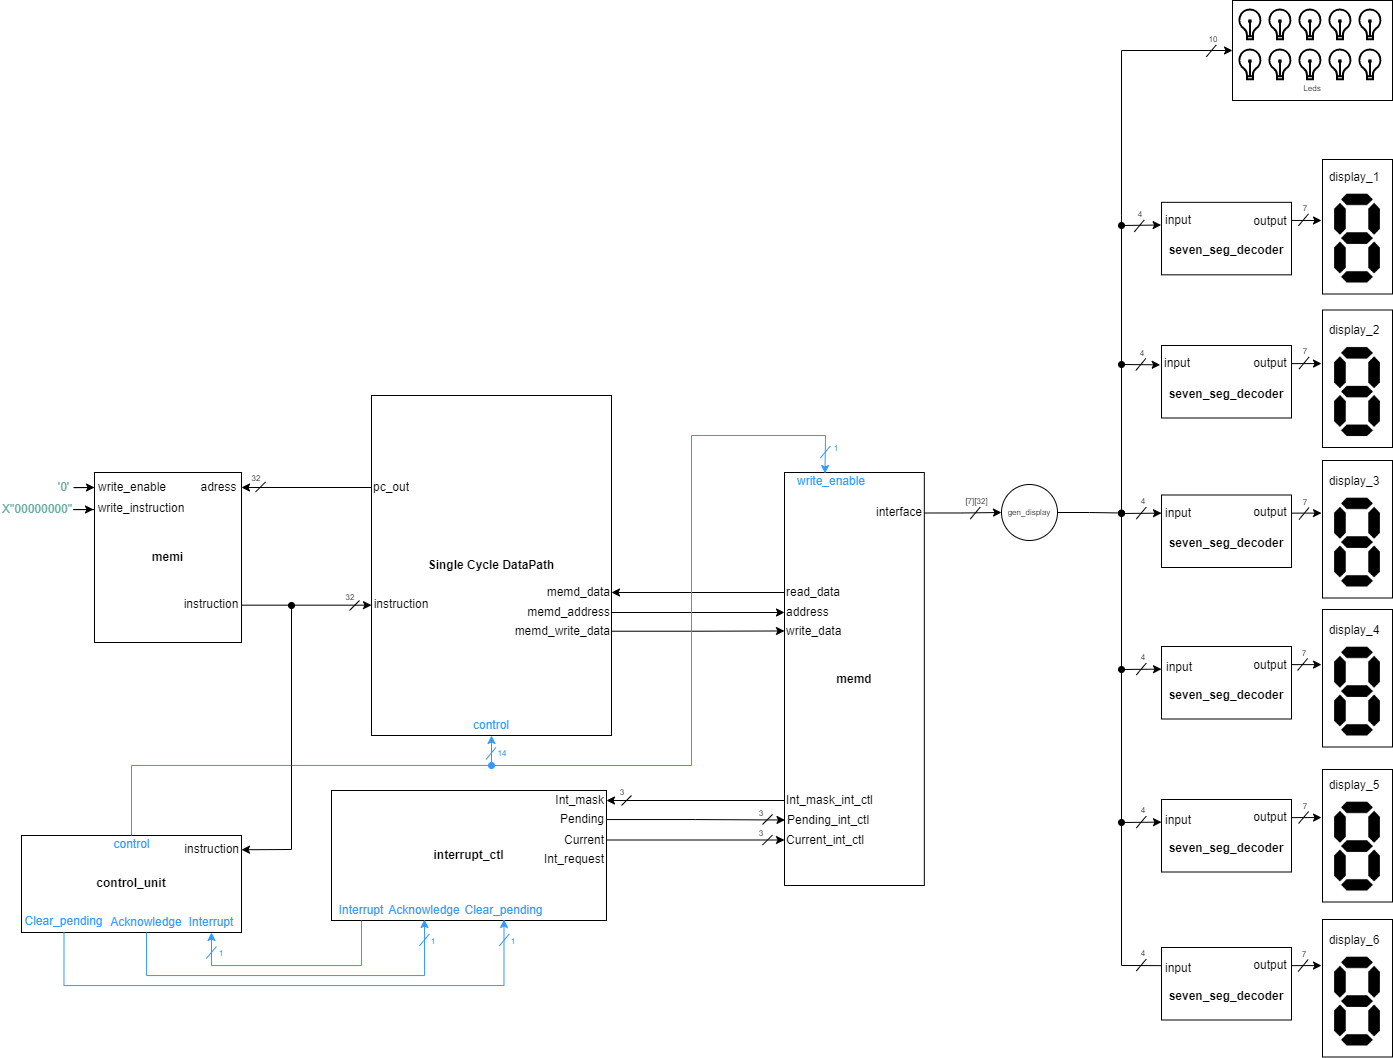 10
Leds
display_1
4
input
output
7
seven_seg_decoder
display_2
4
input
output
7
seven_seg_decoder
display_3
4
input
output
7
seven_seg_decoder
display_4
4
input
output
7
seven_seg_decoder
display_5
4
input
output
7
seven_seg_decoder
display_6
4
input
output
7
seven_seg_decoder
'0'
X"00000000"
write_enable
adress
write_instruction
memi
instruction
32
32
pc_out
Single Cycle DataPath
instruction
memd_data
memd_address
memd_write_data
control
14
1
write_enable
interface
read_data
address
write_data
memd
Int_mask_int_ctl
Pending_int_ctl
Current_int_ctl
[7][32]
gen_display
3
3
3
Int_mask
Pending
Current
Int_request
interrupt_ctl
Interrupt Acknowledge Clear_pending
control
instruction
control_unit
Clear_pending Acknowledge Interrupt
1
1
1